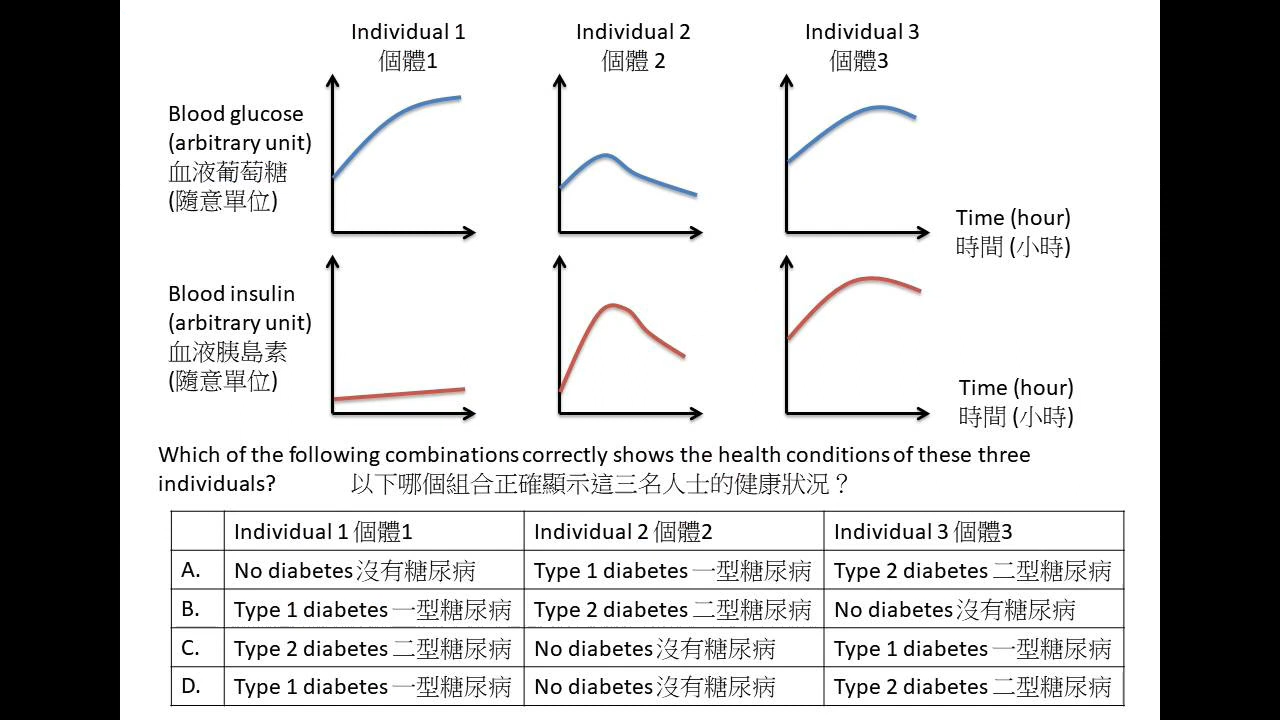 Individual 1
個體1
Individual 2
個體 2
Individual 3
個體3
Blood glucose
(arbitrary unit)
血液葡萄糖
(隨意單位)
Time (hour)
時間 (小時)
Blood insulin
(arbitrary unit)
血液胰島素
(隨意單位)
Time (hour)
時間 (小時)
Which of the following combinations correctly shows the health conditions of these three
individuals? 以下哪個組合正確顯示這三名人士的健康狀況？
Individual 1 個體1 Individual 2 個體2 Individual 3 個體3
A. No diabetes 沒有糖尿病 Type 1 diabetes 一型糖尿病 Type 2 diabetes 二型糖尿病
B. Type 1 diabetes 一型糖尿病 Type 2 diabetes 二型糖尿病 No diabetes 沒有糖尿病
C. Type 2 diabetes 二型糖尿病 No diabetes 沒有糖尿病 Type 1 diabetes 一型糖尿病
D. Type 1 diabetes 一型糖尿病 No diabetes 沒有糖尿病 Type 2 diabetes 二型糖尿病